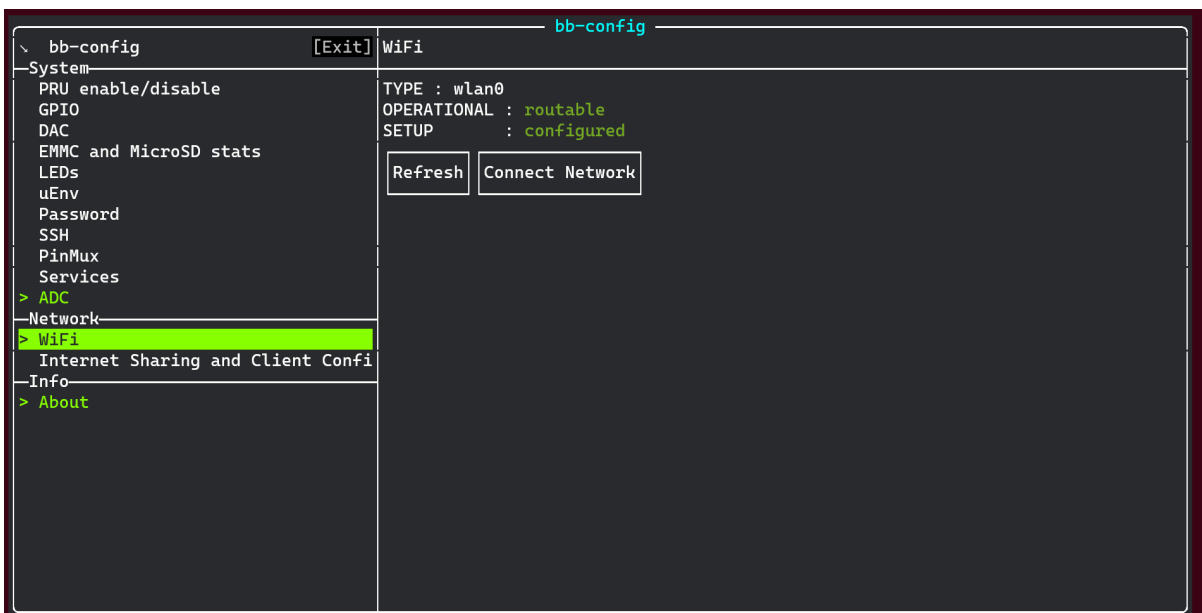 bb-config
bb-config [Exit]
System
PRU enable/disable
GPIO
DAC
EMMC and MicroSD stats
LEDs
uEnv
Password
SSH
PinMux
Services
> ADC
Network
> WiFi
Internet Sharing and Client Confi
Info
> About
WiFi
TYPE : wlan0
OPERATIONAL : routable
SETUP : configured
Refresh
Connect Network